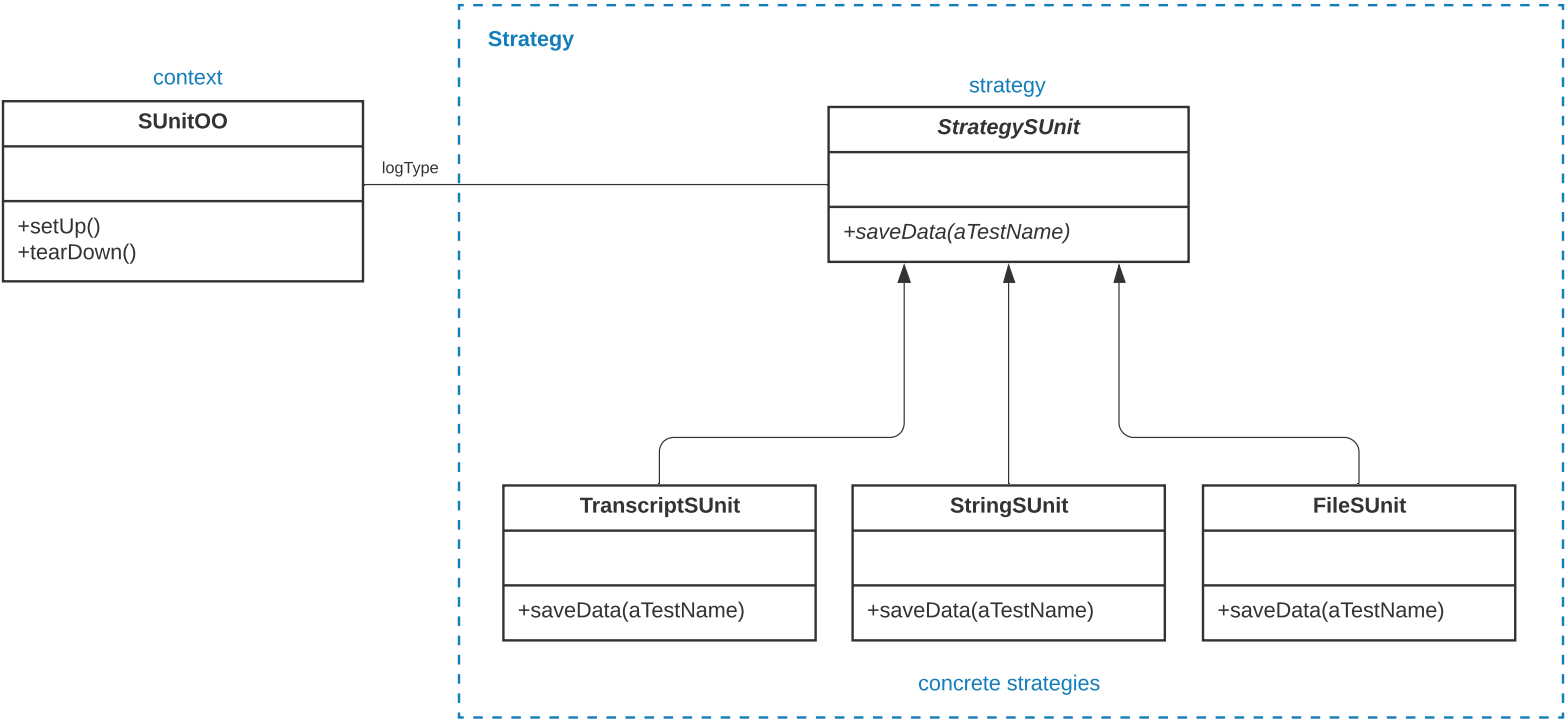 Strategy
context
SUnitOO
+setUp()
+tearDown()
logType
strategy
StrategySUnit
+saveData(aTestName)
TranscriptSUnit
+saveData(aTestName)
StringSUnit
+saveData(aTestName)
FileSUnit
+saveData(aTestName)
concrete strategies